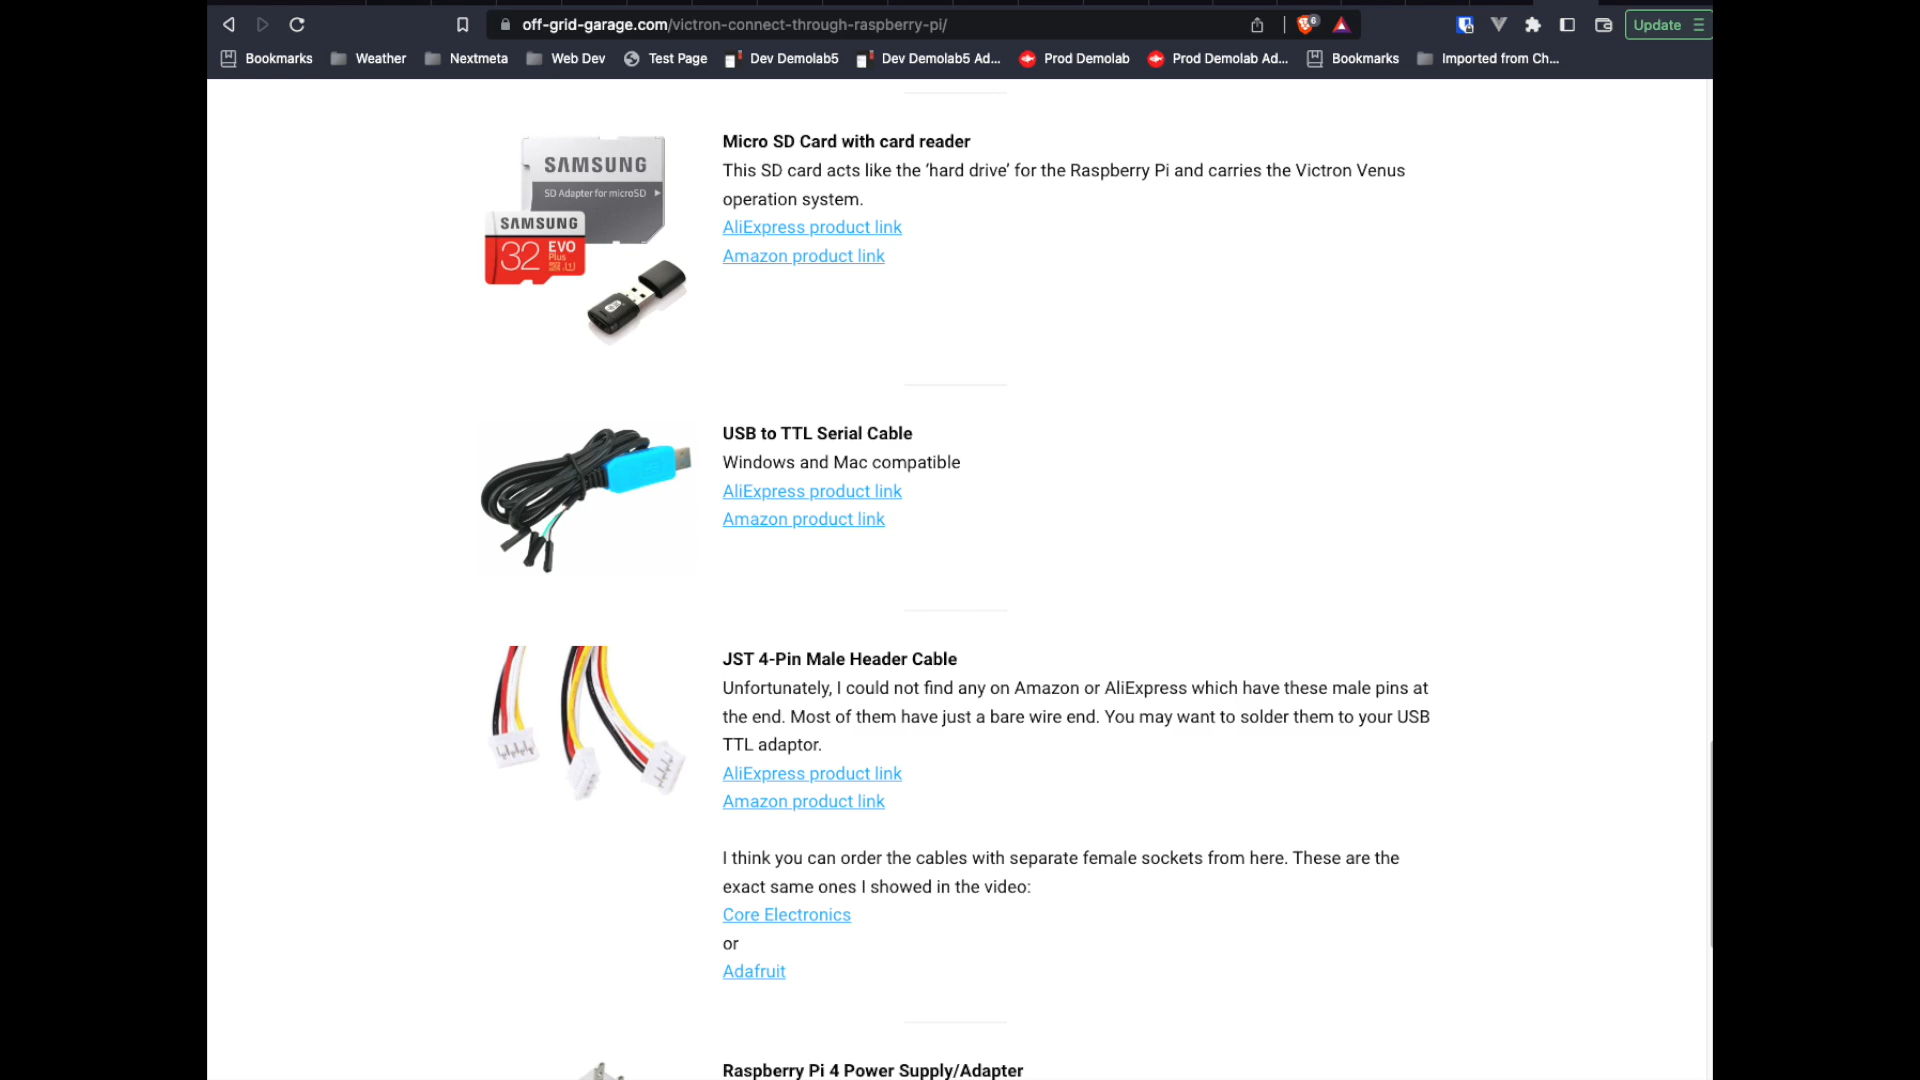 off-grid-garage.com/victron-connect-through-raspberry-pi/
6
Update
Bookmarks
Weather
Nextmeta
Web Dev
Test Page
Dev Demolab5
Dev Demolab5 Ad...
Prod Demolab
Prod Demolab Ad...
Bookmarks
Imported from Ch...
SAMSUNG
SD Adapter for microSD
SAMSUNG
32 EVO
Plus
Micro SD Card with card reader
This SD card acts like the ‘hard drive’ for the Raspberry Pi and carries the Victron Venus
operation system.
AliExpress product link
Amazon product link
USB to TTL Serial Cable
Windows and Mac compatible
AliExpress product link
Amazon product link
JST 4-Pin Male Header Cable
Unfortunately, I could not find any on Amazon or AliExpress which have these male pins at
the end. Most of them have just a bare wire end. You may want to solder them to your USB
TTL adaptor.
AliExpress product link
Amazon product link
I think you can order the cables with separate female sockets from here. These are the
exact same ones I showed in the video:
Core Electronics
or
Adafruit
Raspberry Pi 4 Power Supply/Adapter